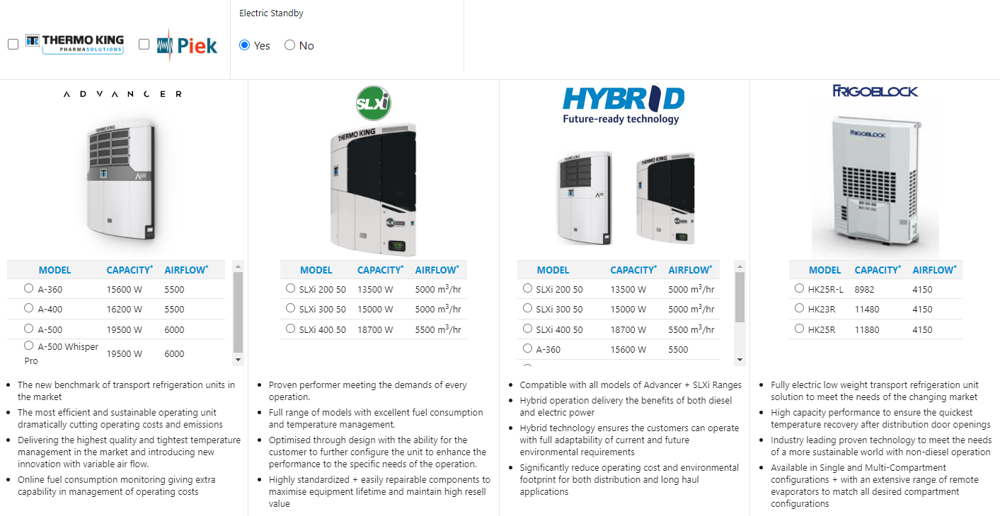 Electric Standby
THERMO KING
PHARMASOLUTIONS
Piek
Yes
No
ADVANCER
THERMO KING
MODEL CAPACITY* AIRFLOW*
A-360 15600 W 5500
A-400 16200 W 5500
A-500 19500 W 6000
A-500 Whisper
Pro 19500 W 6000
The new benchmark of transport refrigeration units in
the market
The most efficient and sustainable operating unit
dramatically cutting operating costs and emissions
Delivering the highest quality and tightest temperature
management in the market and introducing new
innovation with variable air flow.
Online fuel consumption monitoring giving extra
capability in management of operating costs
SLXi
THERMO KING
SLXi
MODEL CAPACITY* AIRFLOW*
SLXi 200 50 13500 W 5000 m³/hr
SLXi 300 50 15000 W 5000 m³/hr
SLXi 400 50 18700 W 5500 m³/hr
Proven performer meeting the demands of every
operation.
Full range of models with excellent fuel consumption
and temperature management.
Optimised through design with the ability for the
customer to further configure the unit to enhance the
performance to the specific needs of the operation.
Highly standardized + easily repairable components to
maximise equipment lifetime and maintain high resell
value
HYBRID
Future-ready technology
THERMO KING
THERMO KING
MODEL CAPACITY* AIRFLOW*
SLXi 200 50 13500 W 5000 m³/hr
SLXi 300 50 15000 W 5000 m³/hr
SLXi 400 50 18700 W 5500 m³/hr
A-360 15600 W 5500
Compatible with all models of Advancer + SLXi Ranges
Hybrid operation delivery the benefits of both diesel
and electric power
Hybrid technology ensures the customers can operate
with full adaptability of current and future
environmental requirements
Significantly reduce operating cost and environmental
footprint for both distribution and long haul
applications
FRIGOBLOCK
FRIGOBLOCK
MODEL CAPACITY* AIRFLOW*
HK25R-L 8982 4150
HK23R 11480 4150
HK25R 11880 4150
Fully electric low weight transport refrigeration unit
solution to meet the needs of the changing market
High capacity performance to ensure the quickest
temperature recovery after distribution door openings
Industry leading proven technology to meet the needs
of a more sustainable world with non-diesel operation
Available in Single and Multi-Compartment
configurations + with an extensive range of remote
evaporators to match all desired compartment
configurations